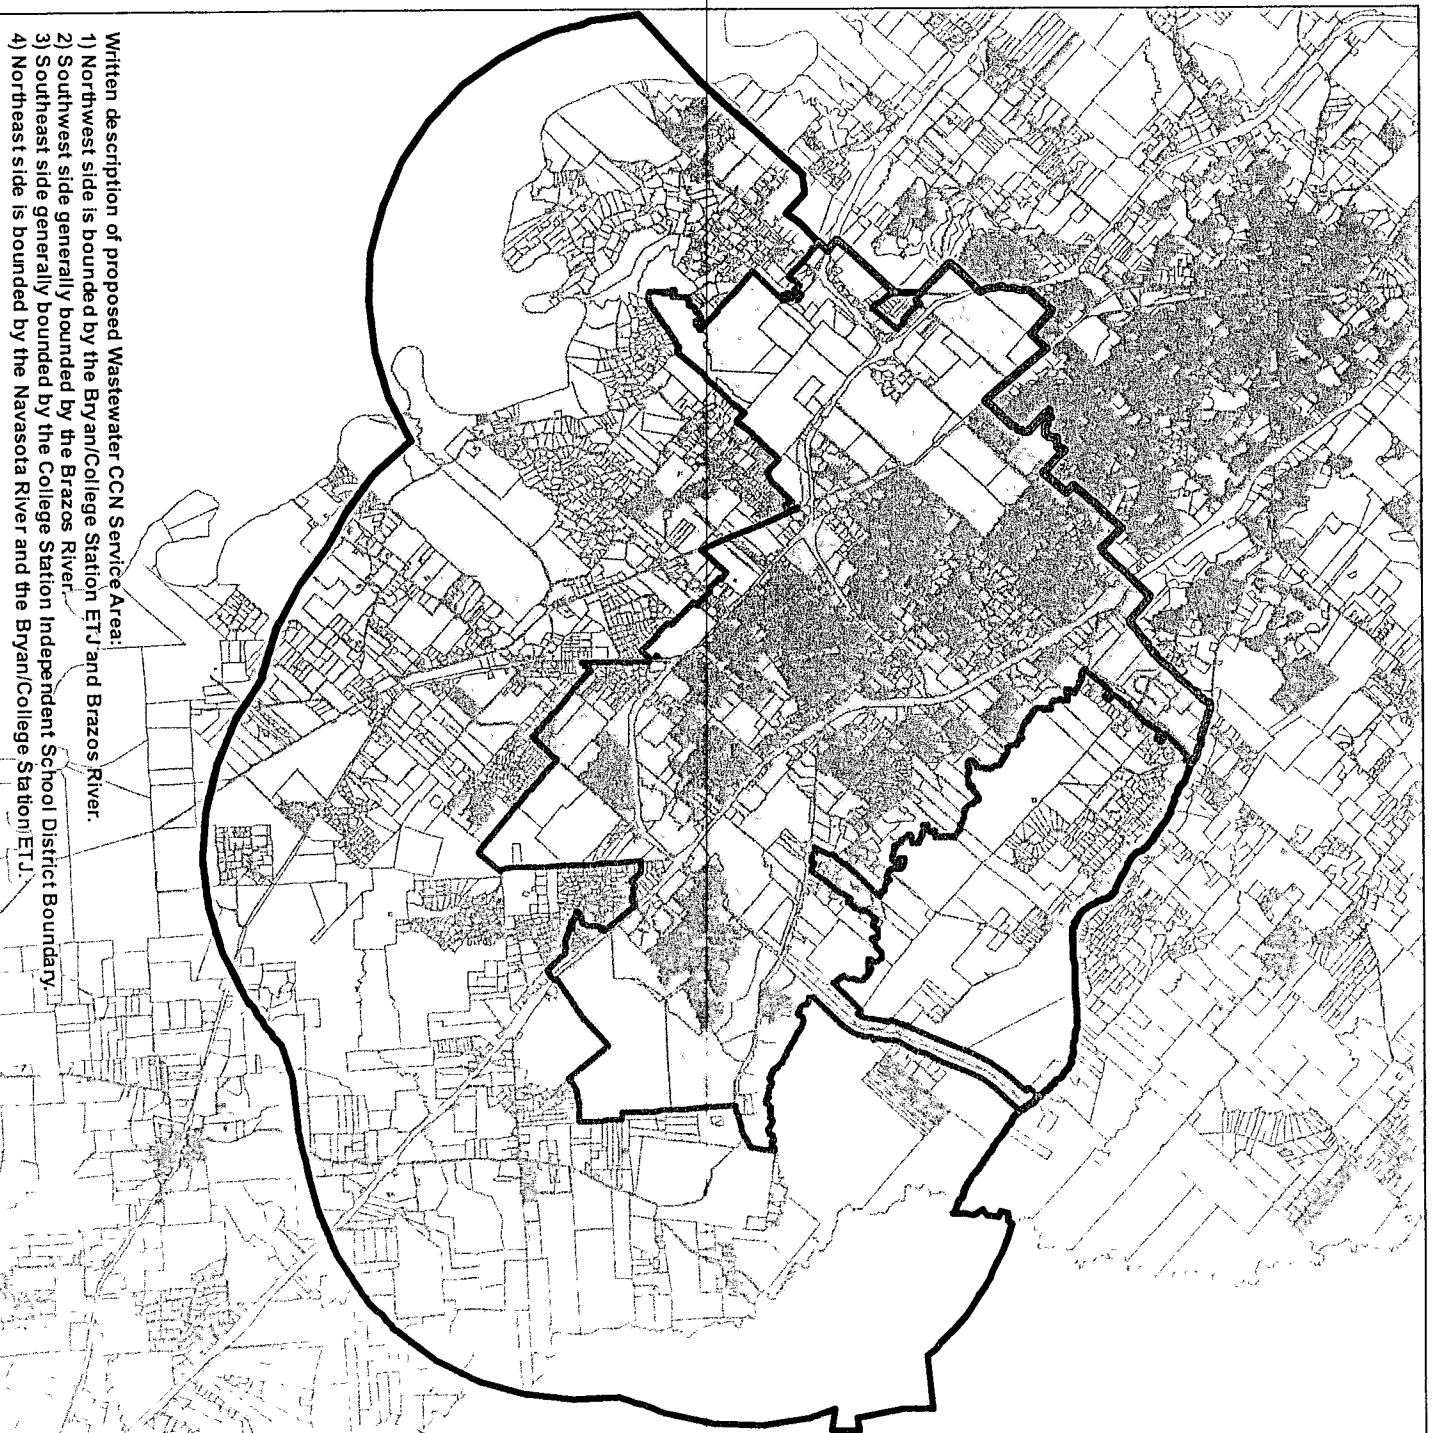 Written description of proposed Wastewater CCN Service Area:
1) Northwest side is bounded by the Bryan/College Station ETJ and Brazos River.
2) Southwest side generally bounded by the Brazos River.
3) Southeast side generally bounded by the College Station Independent School District Boundary.
4) Northeast side is bounded by the Navasota River and the Bryan/College Station ETJ.